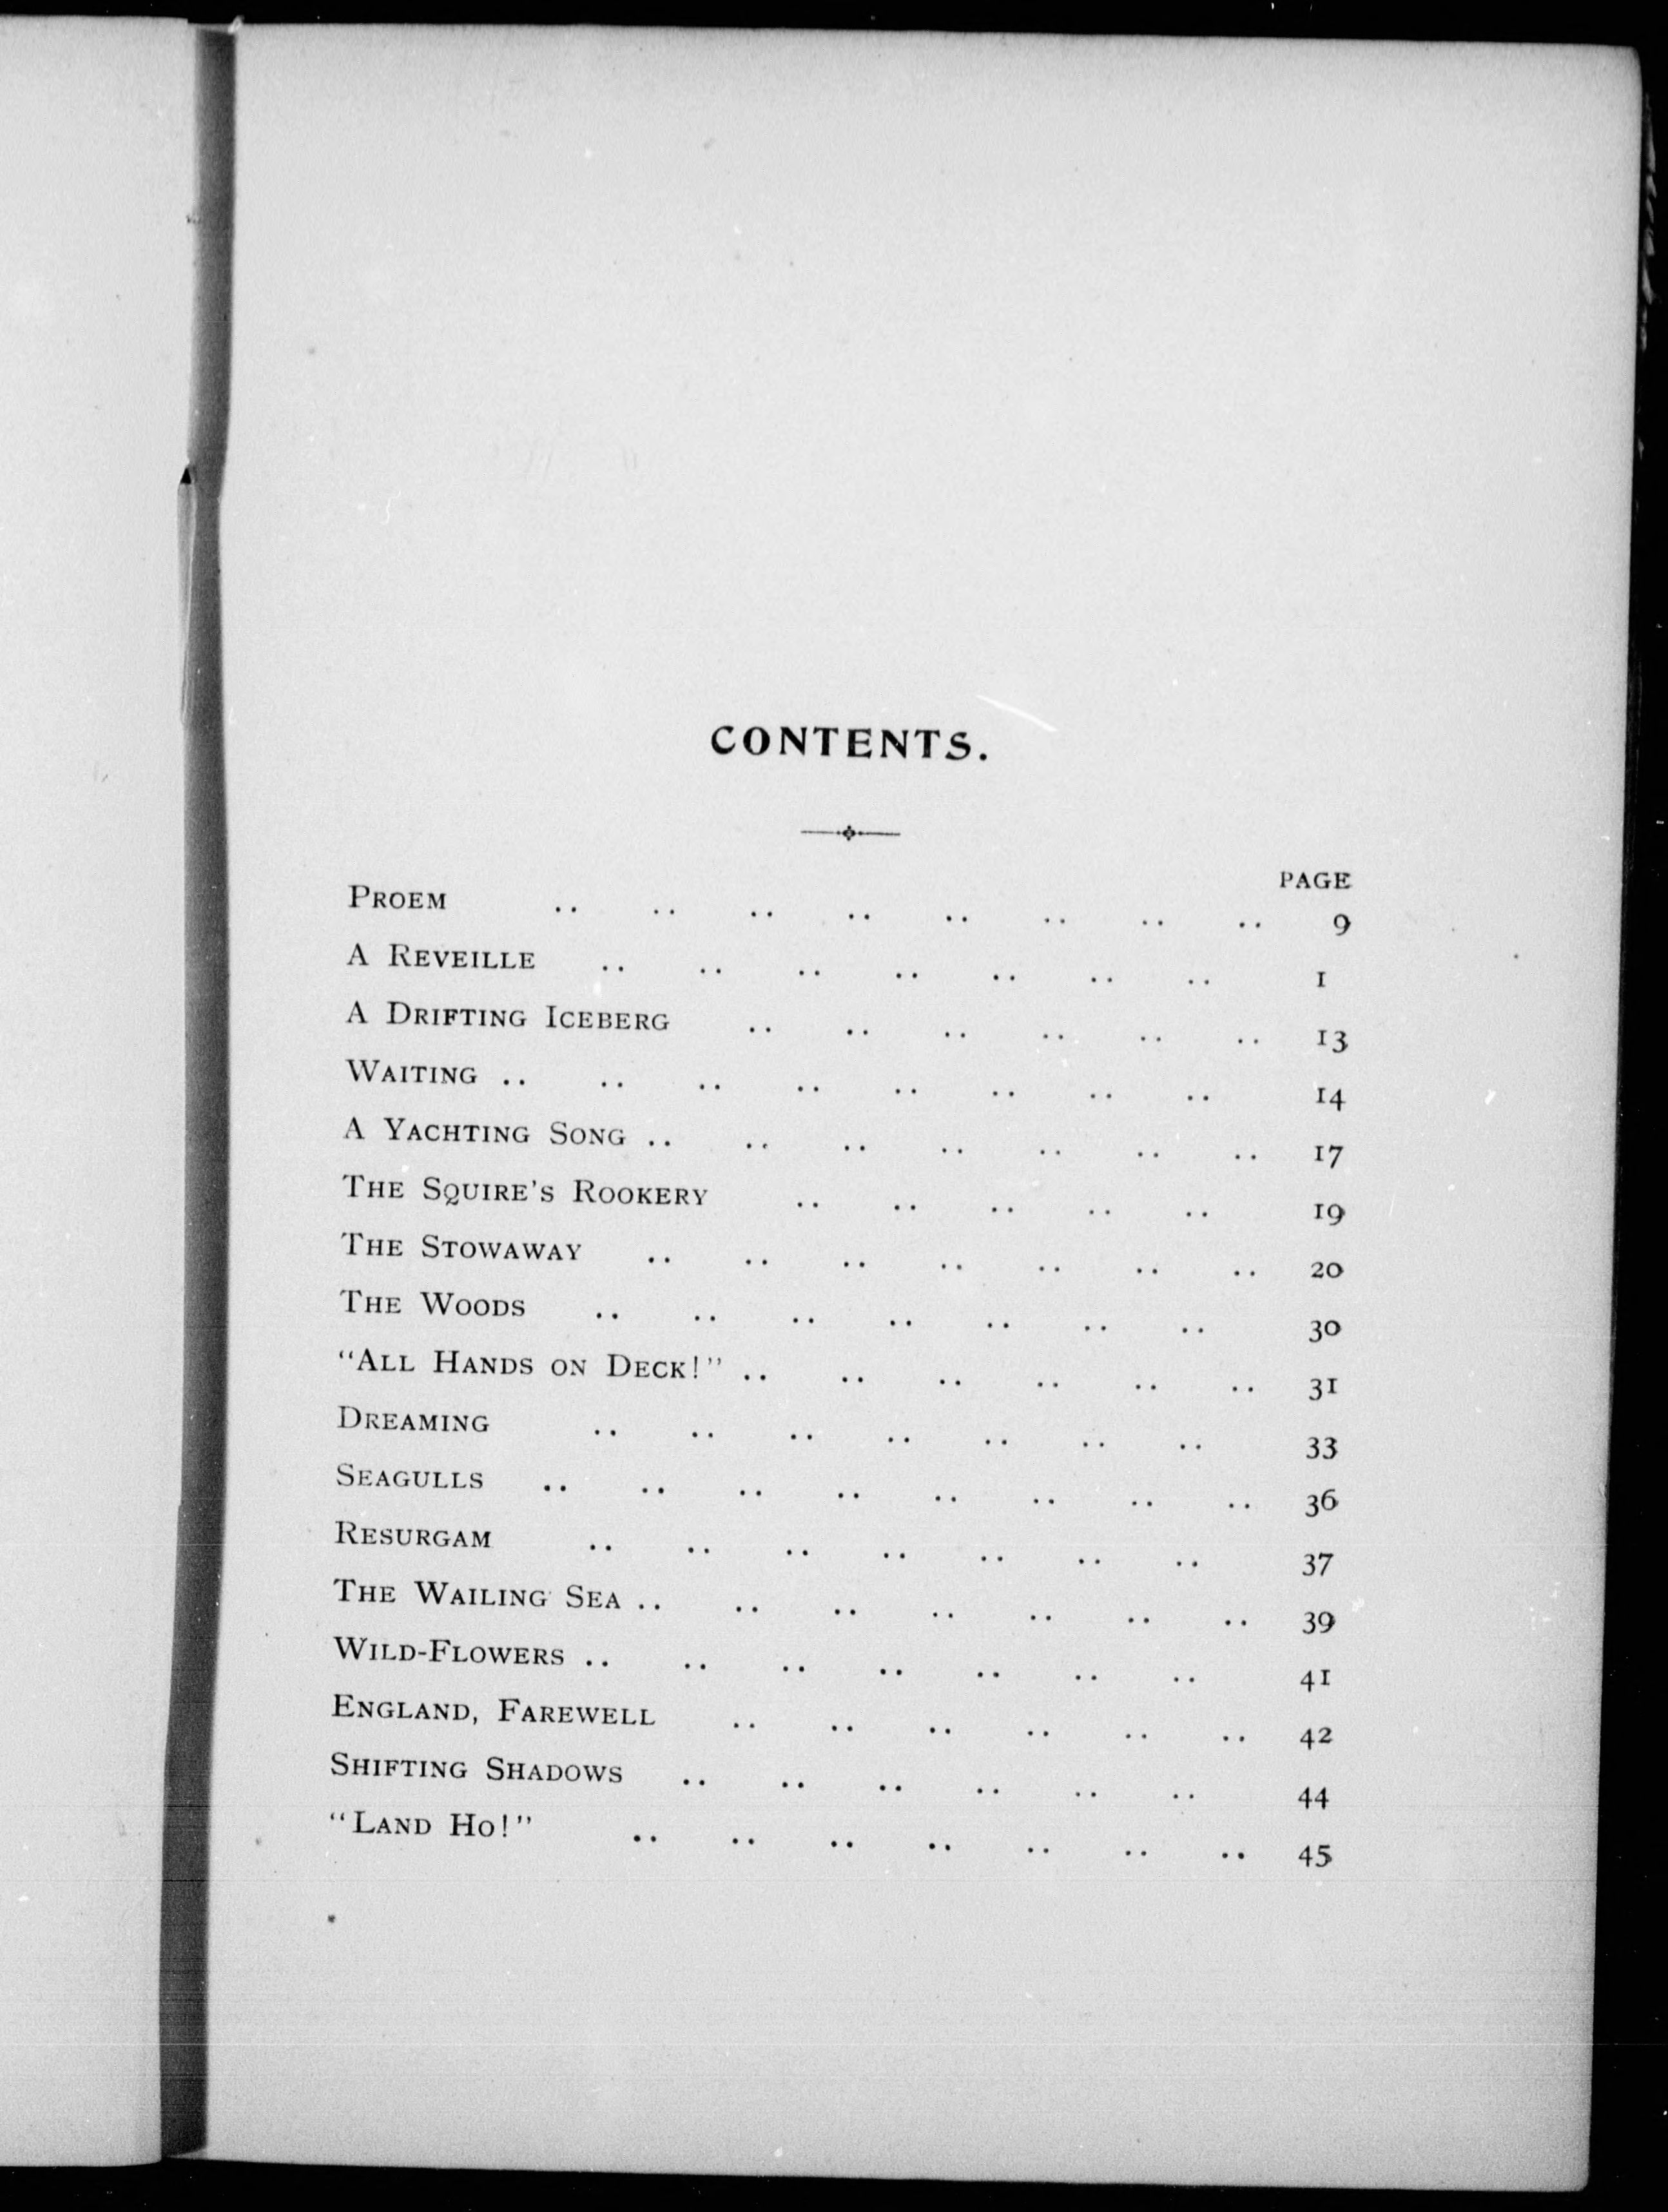 CONTENTS.
PAGE
PROEM .. .. .. .. .. .. .. .. 9
A REVEILLE .. .. .. .. .. .. .. 1
A DRIFTING ICEBERG .. .. .. .. .. .. 13
WAITING .. .. .. .. .. .. .. .. 14
A YACHTING SONG .. .. .. .. .. .. .. 17
THE SQUIRE'S ROOKERY .. .. .. .. .. 19
THE STOWAWAY .. .. .. .. .. .. .. 20
THE WOODS .. .. .. .. .. .. .. 30
"ALL HANDS ON DECK!" .. .. .. .. .. .. 31
DREAMING .. .. .. .. .. .. .. 33
SEAGULLS .. .. .. .. .. .. .. .. 36
RESURGAM .. .. .. .. .. .. .. 37
THE WAILING SEA .. .. .. .. .. .. .. 39
WILD-FLOWERS .. .. .. .. .. .. .. 41
ENGLAND, FAREWELL .. .. .. .. .. .. 42
SHIFTING SHADOWS .. .. .. .. .. .. 44
"LAND HO!" .. .. .. .. .. .. .. 45